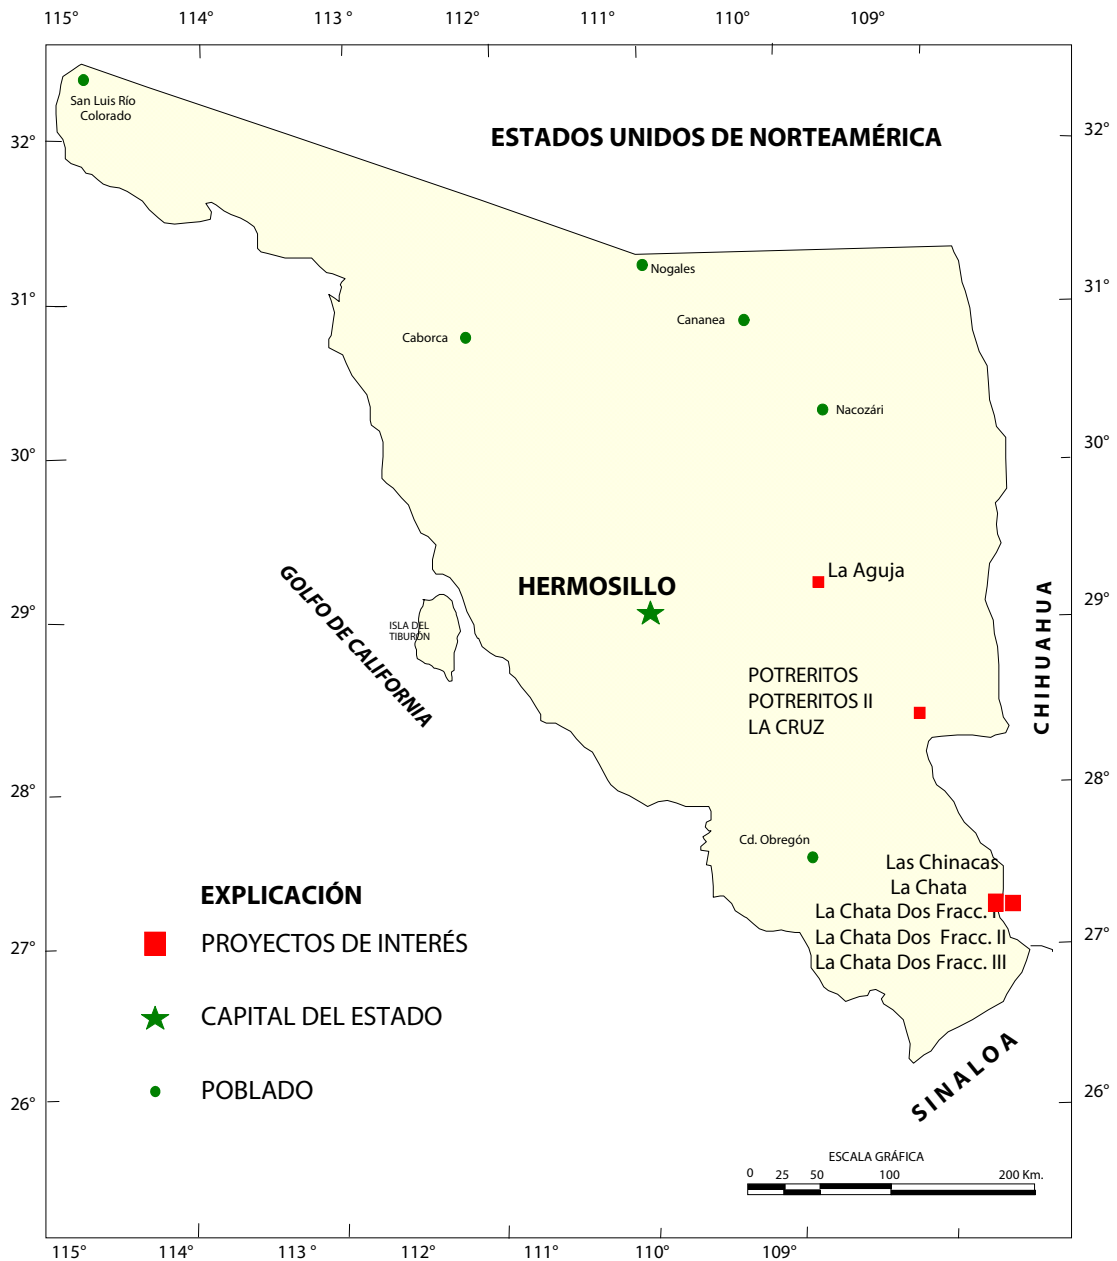 115° 114° 112° 111° 110° 109°
San Luis Río
Colorado
ESTADOS UNIDOS DE NORTEAMÉRICA
32° 32°
Nogales
31° 31°
Cananea
Caborca
Nacozári
30° 30°
La Aguja
HERMOSILLO
29° 29°
ISLA DEL
TIBURÓN
GOLFO DE CALIFORNIA
CHIHUAHUA
POTRERITOS
POTRERITOS II
LA CRUZ
28° 28°
Cd. Obregón
Las Chinacas
La Chata
La Chata Dos Fracc. I
La Chata Dos Fracc. II
La Chata Dos Fracc. III
27° 27°
EXPLICACIÓN
PROYECTOS DE INTERÉS
CAPITAL DEL ESTADO
POBLADO
SINALOA
26° 26°
ESCALA GRÁFICA
0 25 50 100 200 Km.
115° 114° 113 ° 112° 111° 110° 109°